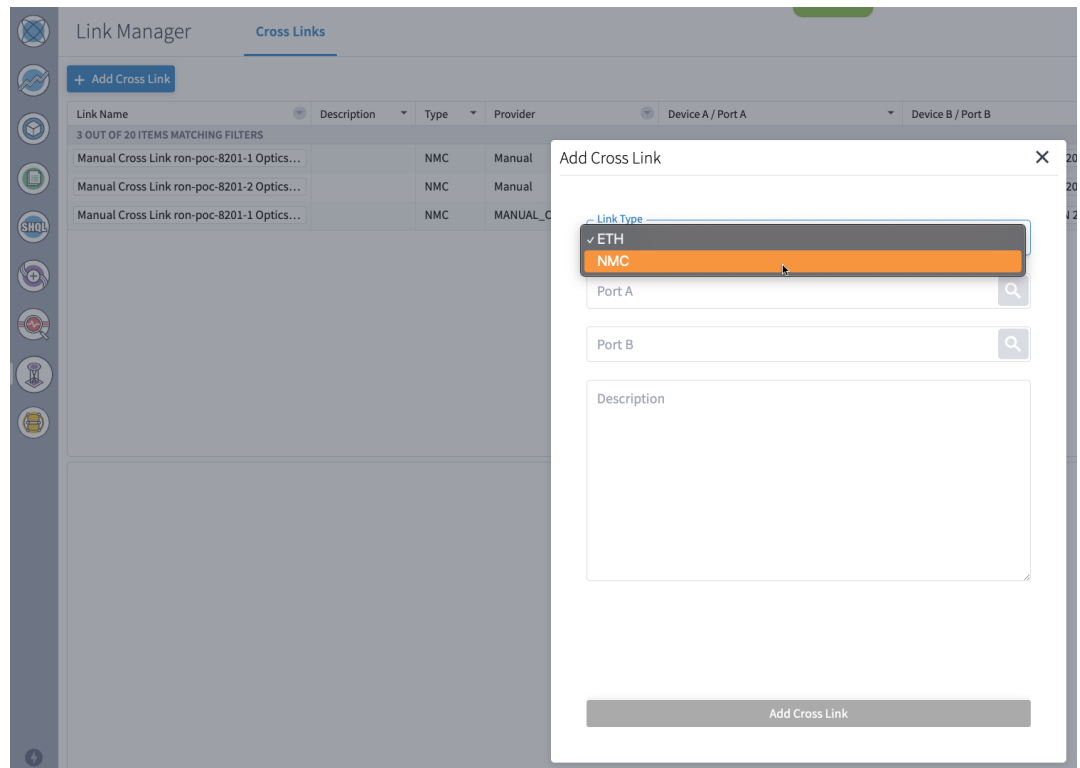 Link Manager
Cross Links
+ Add Cross Link
Link Name
Description
Type
Provider
Device A / Port A
Device B / Port B
3 OUT OF 20 ITEMS MATCHING FILTERS
Manual Cross Link ron-poc-8201-1 Optics...
NMC
Manual
Manual Cross Link ron-poc-8201-2 Optics...
NMC
Manual
Manual Cross Link ron-poc-8201-1 Optics...
NMC
MANUAL_C
SHQL
Add Cross Link
Link Type
✓ ETH
NMC
Port A
Port B
Description
Add Cross Link